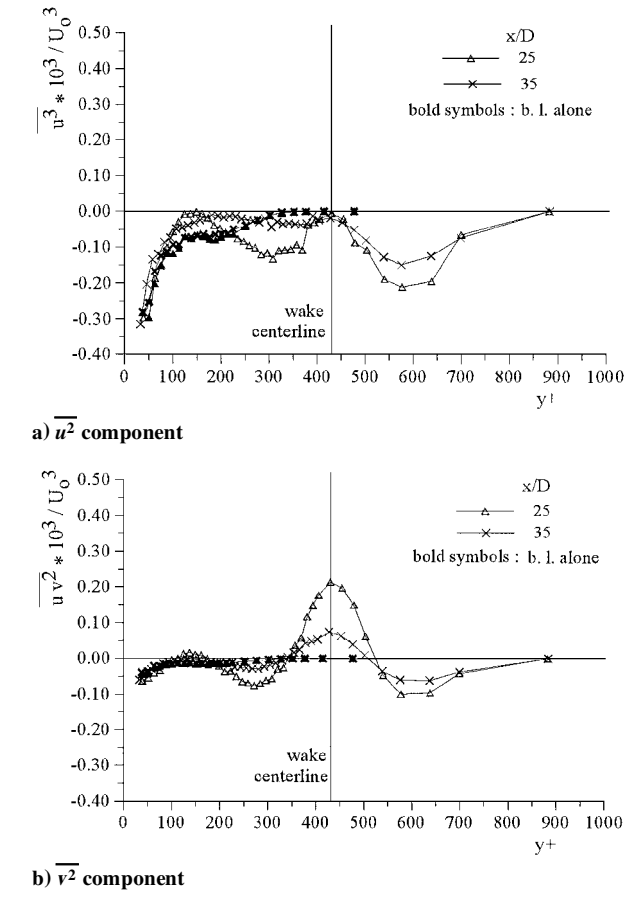 u³ * 10³ / U₀³
0.50
0.40
0.30
0.20
0.10
0.00
-0.10
-0.20
-0.30
-0.40
x/D
25
35
bold symbols : b. l. alone
wake
centerline
0 100 200 300 400 500 600 700 800 900 1000
y+
a) u² component
u v² * 10³ / U₀³
0.50
0.40
0.30
0.20
0.10
0.00
-0.10
-0.20
-0.30
-0.40
x/D
25
35
bold symbols : b. l. alone
wake
centerline
0 100 200 300 400 500 600 700 800 900 1000
y+
b) v² component